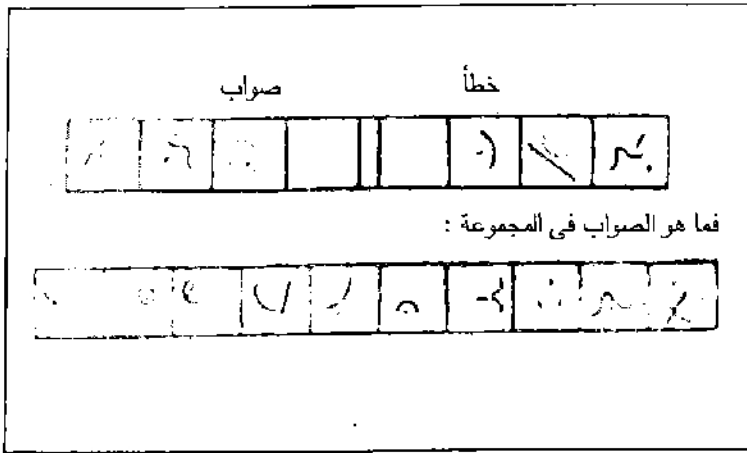 خطأ صواب
فما هو الصواب فى المجموعة :